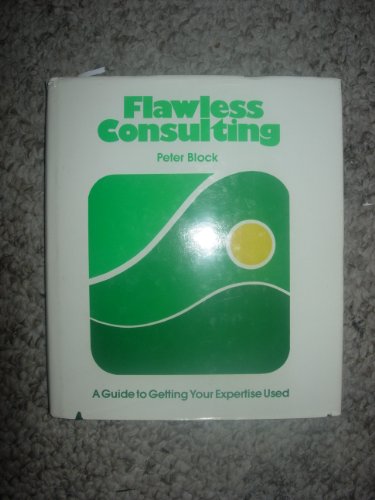 Flawless
Consulting
Peter Block
A Guide to Getting Your Expertise Used